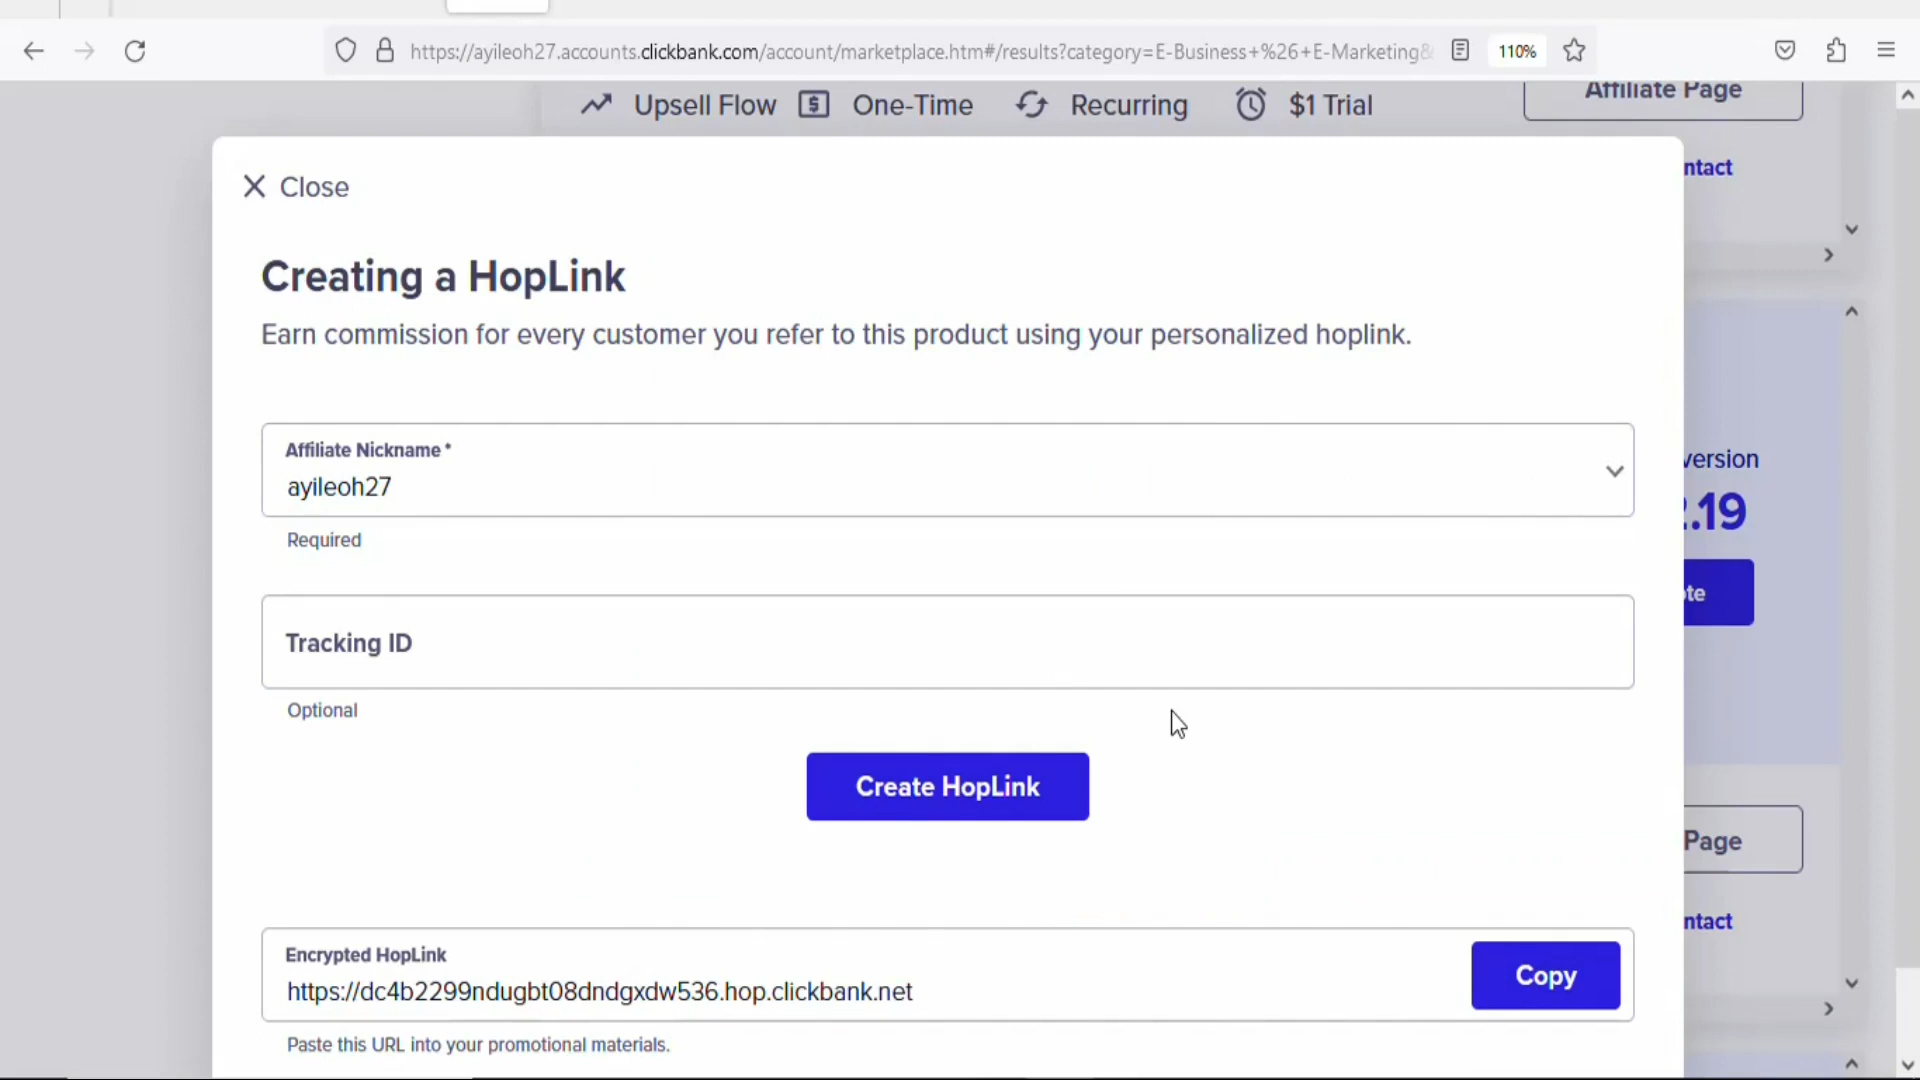 https://ayileoh27.accounts.clickbank.com/account/marketplace.htm#/results?category=E-Business+%26+E-Marketing&
110%
Upsell Flow One-Time Recurring $1 Trial
Affiliate Page
ntact
Close
Creating a HopLink
Earn commission for every customer you refer to this product using your personalized hoplink.
Affiliate Nickname *
ayileoh27
Required
version
2.19
Tracking ID
Optional
te
Create HopLink
Page
ntact
Encrypted HopLink
https://dc4b2299ndugbt08dndgxdw536.hop.clickbank.net
Copy
Paste this URL into your promotional materials.